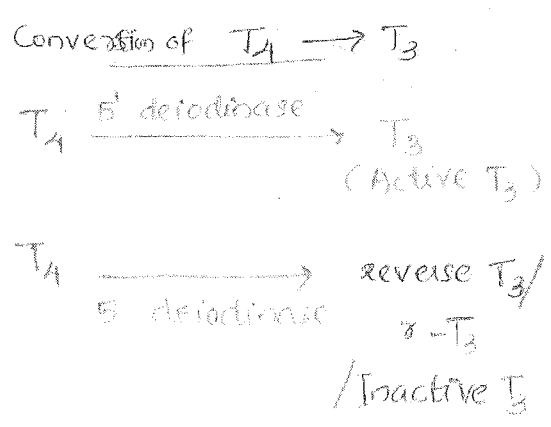 Conversion of T4 → T3
T4 5' deiodinase → T3
(Active T3)
T4 → reverse T3/
5 deiodinase
r-T3
/Inactive T3